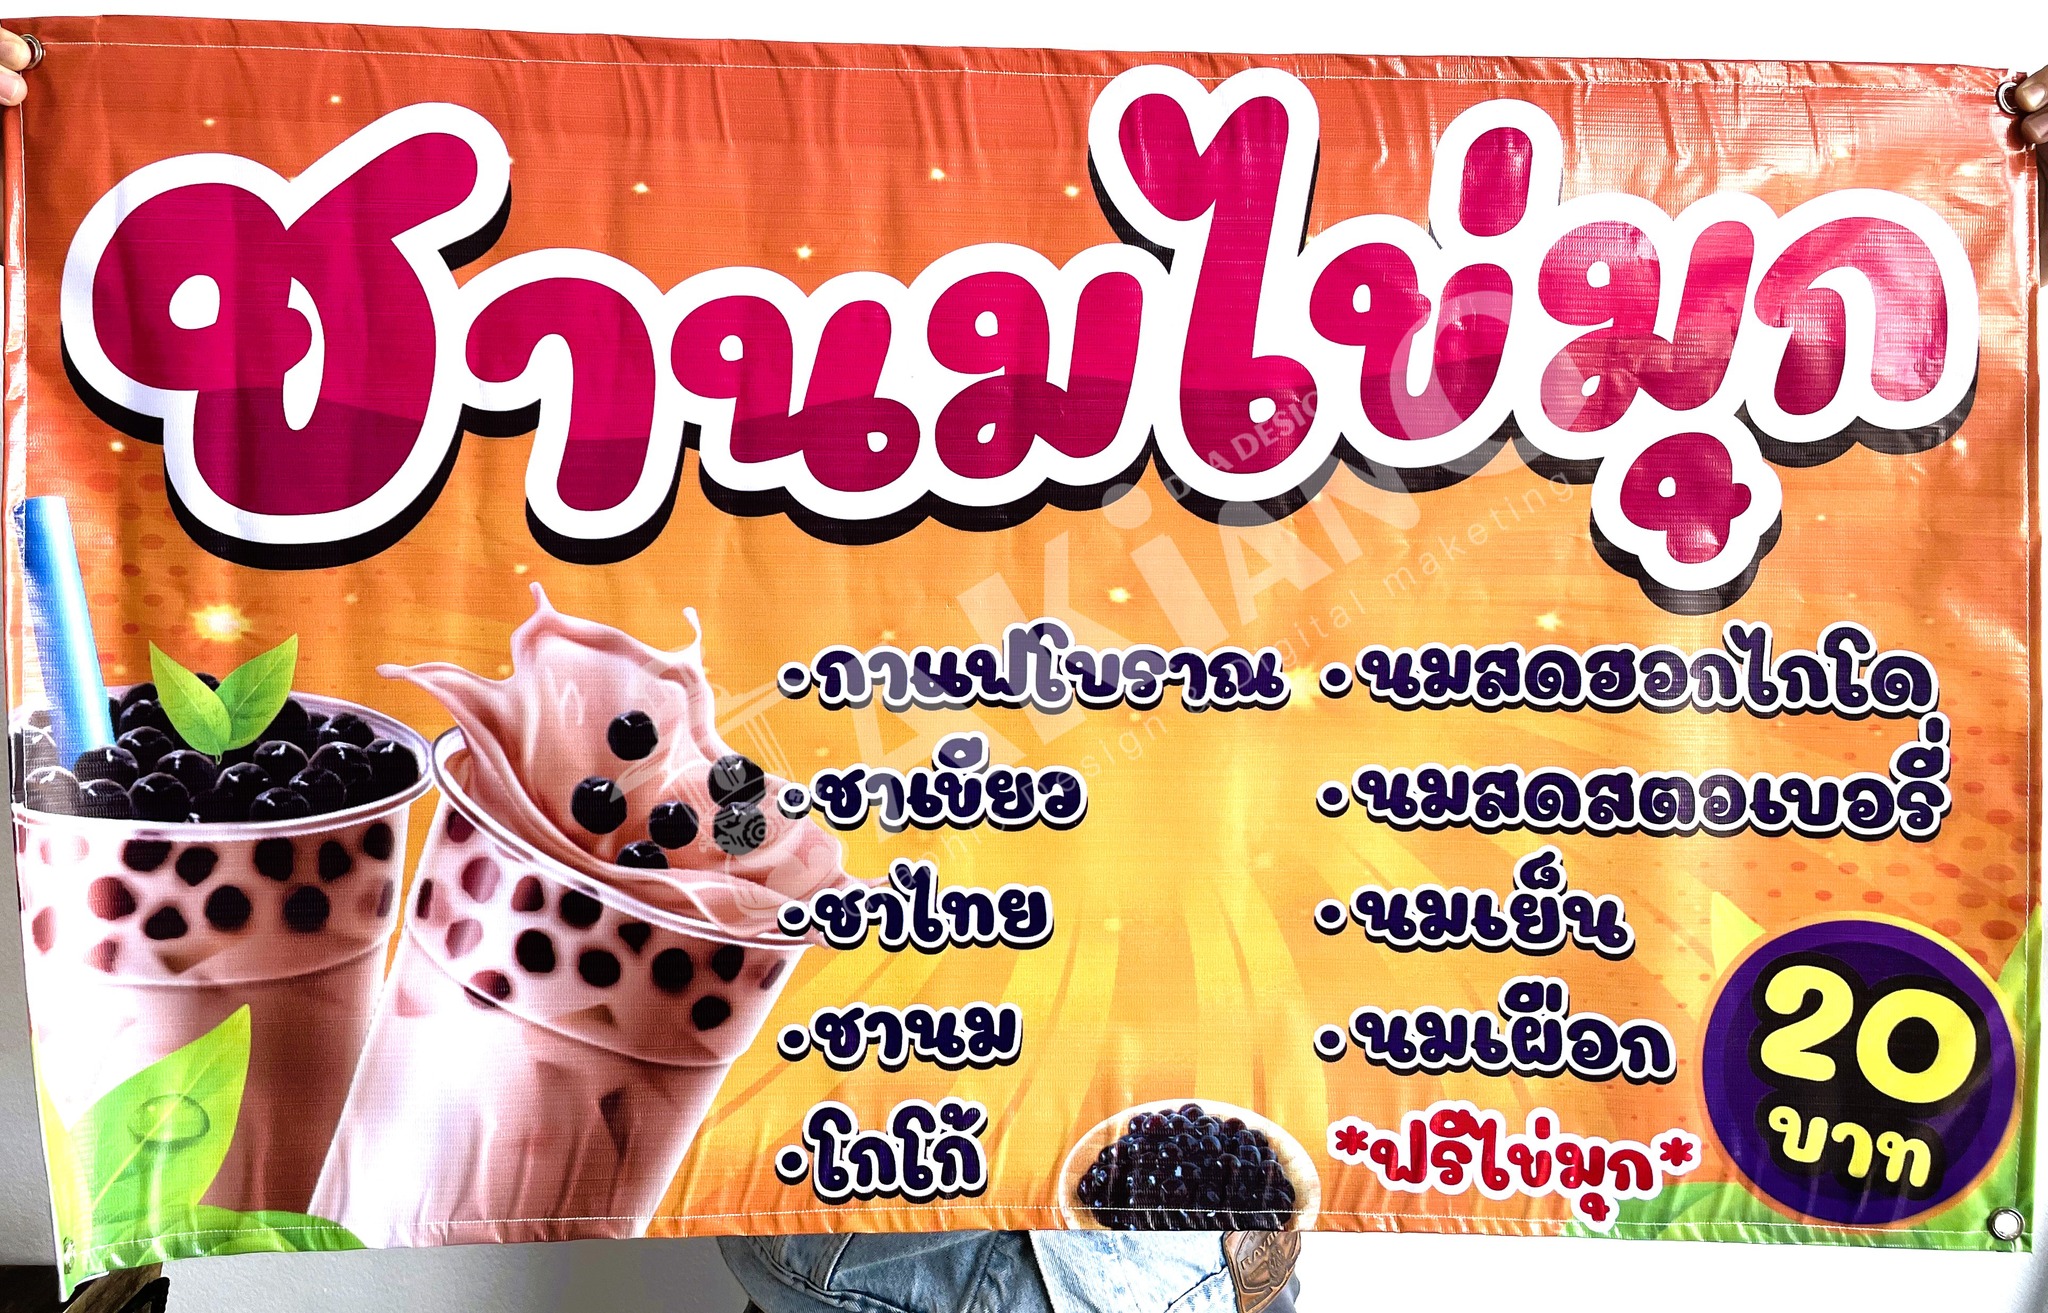 ชานมไข่มุก
• กาแฟโบราณ
• ชาเขียว
• ชาไทย
• ชานม
• โกโก้
• นมสดฮอกไกโด
• นมสดสตอเบอรี่
• นมเย็น
• นมเผือก
*ฟรีไข่มุก*
20
บาท
SAKIANG
Design & Digital maketing